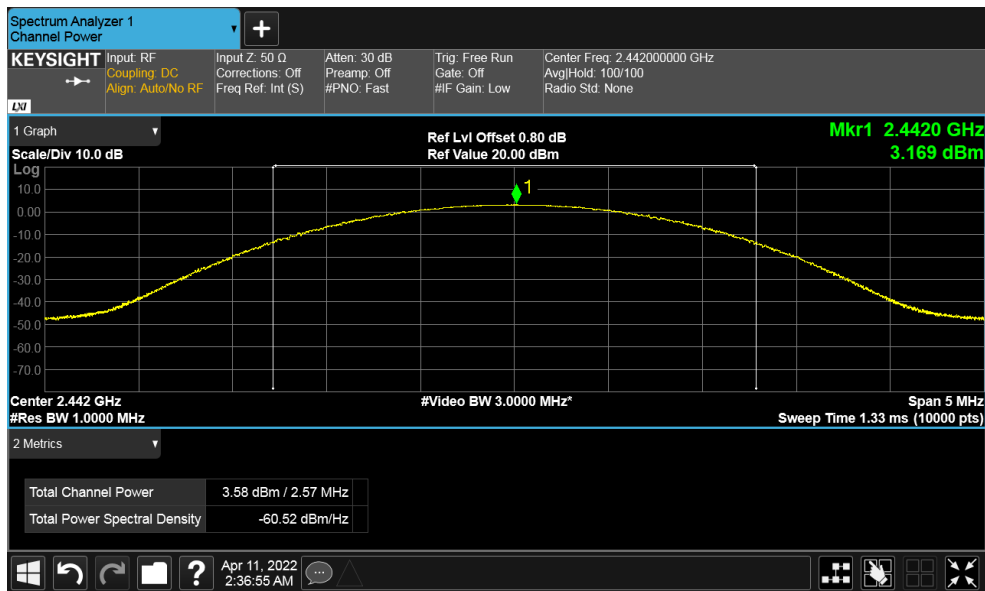 Spectrum Analyzer 1
Channel Power
+
KEYSIGHT
LXI
Input: RF
Coupling: DC
Align: Auto/No RF
Input Z: 50 Ω
Corrections: Off
Freq Ref: Int (S)
Atten: 30 dB
Preamp: Off
#PNO: Fast
Trig: Free Run
Gate: Off
#IF Gain: Low
Center Freq: 2.442000000 GHz
Avg|Hold: 100/100
Radio Std: None
1 Graph
Scale/Div 10.0 dB
Ref Lvl Offset 0.80 dB
Ref Value 20.00 dBm
Mkr1 2.4420 GHz
3.169 dBm
Log
1
10.0
0.00
-10.0
-20.0
-30.0
-40.0
-50.0
-60.0
-70.0
Center 2.442 GHz
#Video BW 3.0000 MHz*
Span 5 MHz
#Res BW 1.0000 MHz
Sweep Time 1.33 ms (10000 pts)
2 Metrics
Total Channel Power 3.58 dBm / 2.57 MHz
Total Power Spectral Density -60.52 dBm/Hz
?
Apr 11, 2022
2:36:55 AM